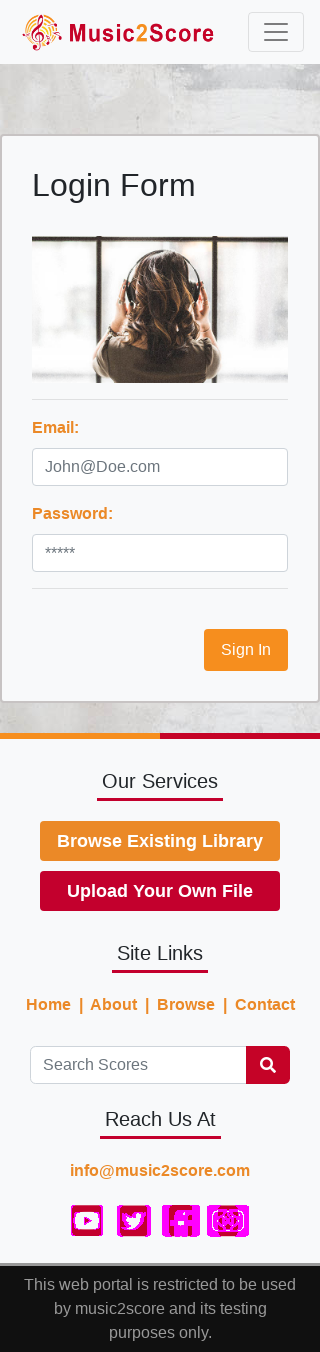 Music2Score
Login Form
Email:
John@Doe.com
Password:
*****
Sign In
Our Services
Browse Existing Library
Upload Your Own File
Site Links
Home | About | Browse | Contact
Search Scores
Reach Us At
info@music2score.com
This web portal is restricted to be used
by music2score and its testing
purposes only.